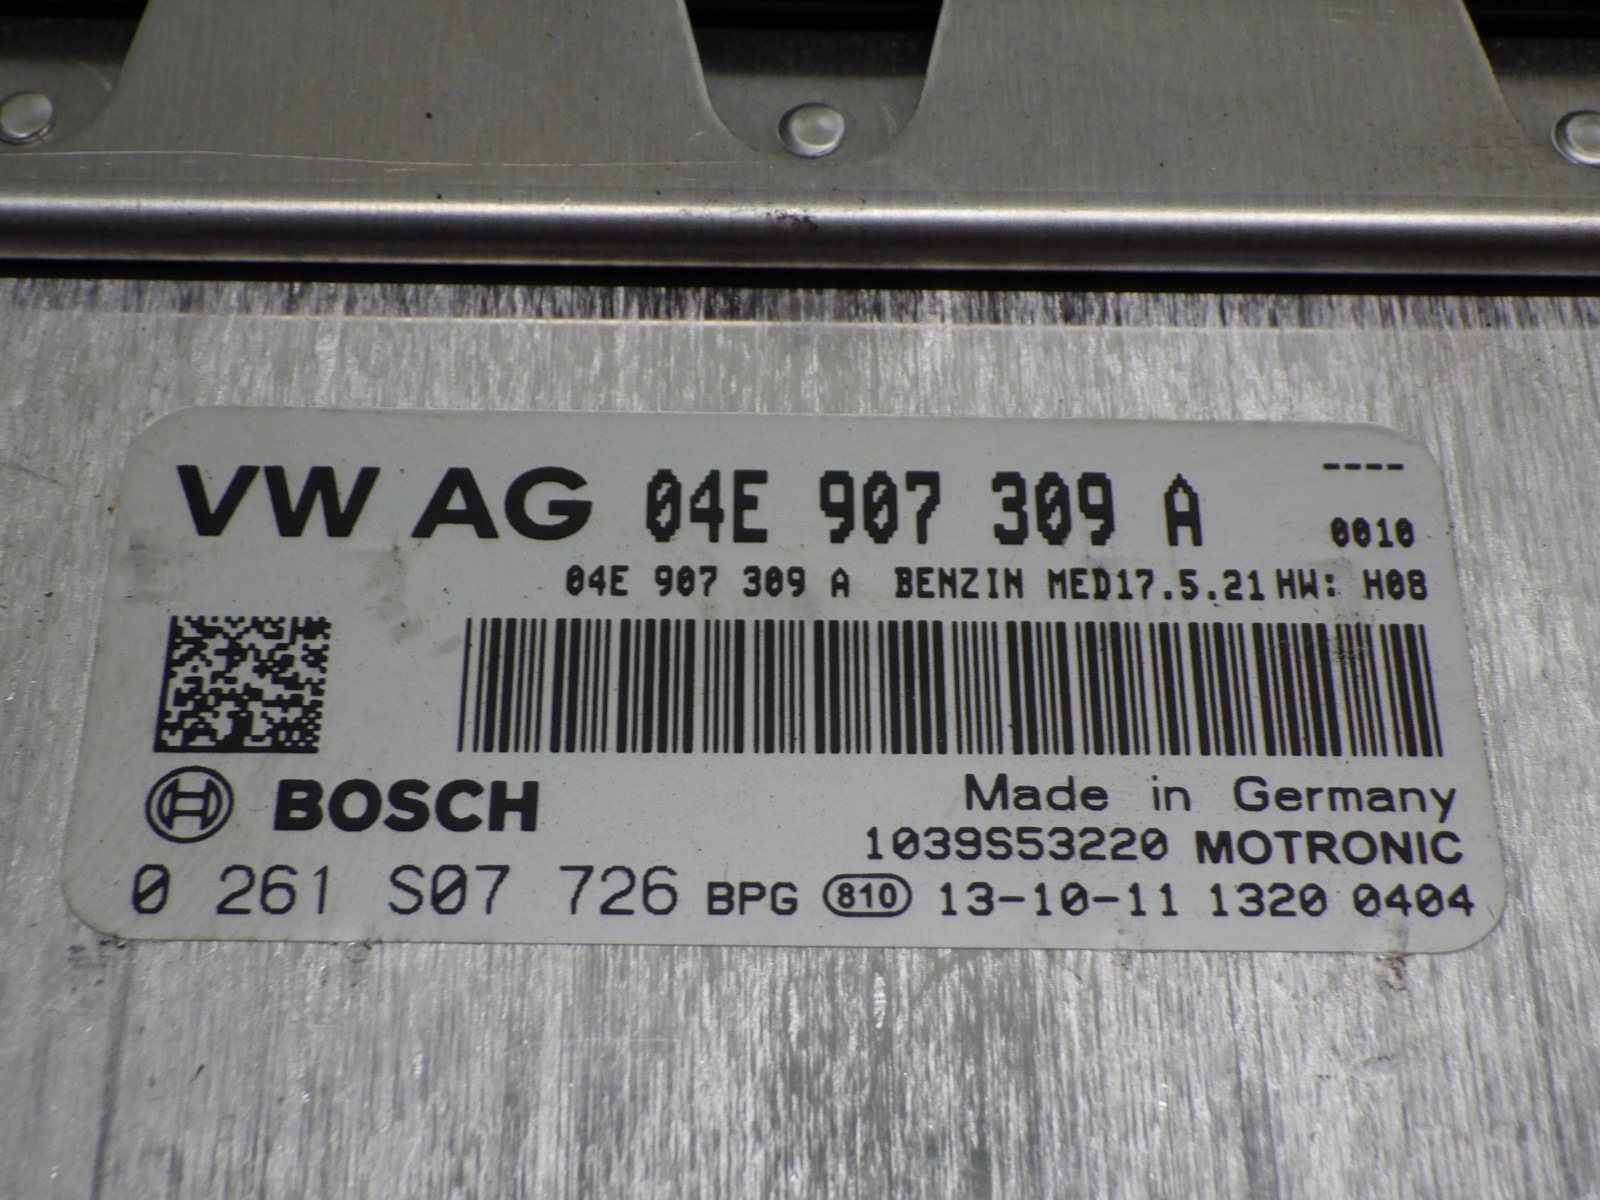 VW AG 04E 907 309 A ----
0010
04E 907 309 A BENZIN MED17.5.21 HW: H08
BOSCH
Made in Germany
1039S53220 MOTRONIC
0 261 S07 726 BPG 810 13-10-11 1320 0404